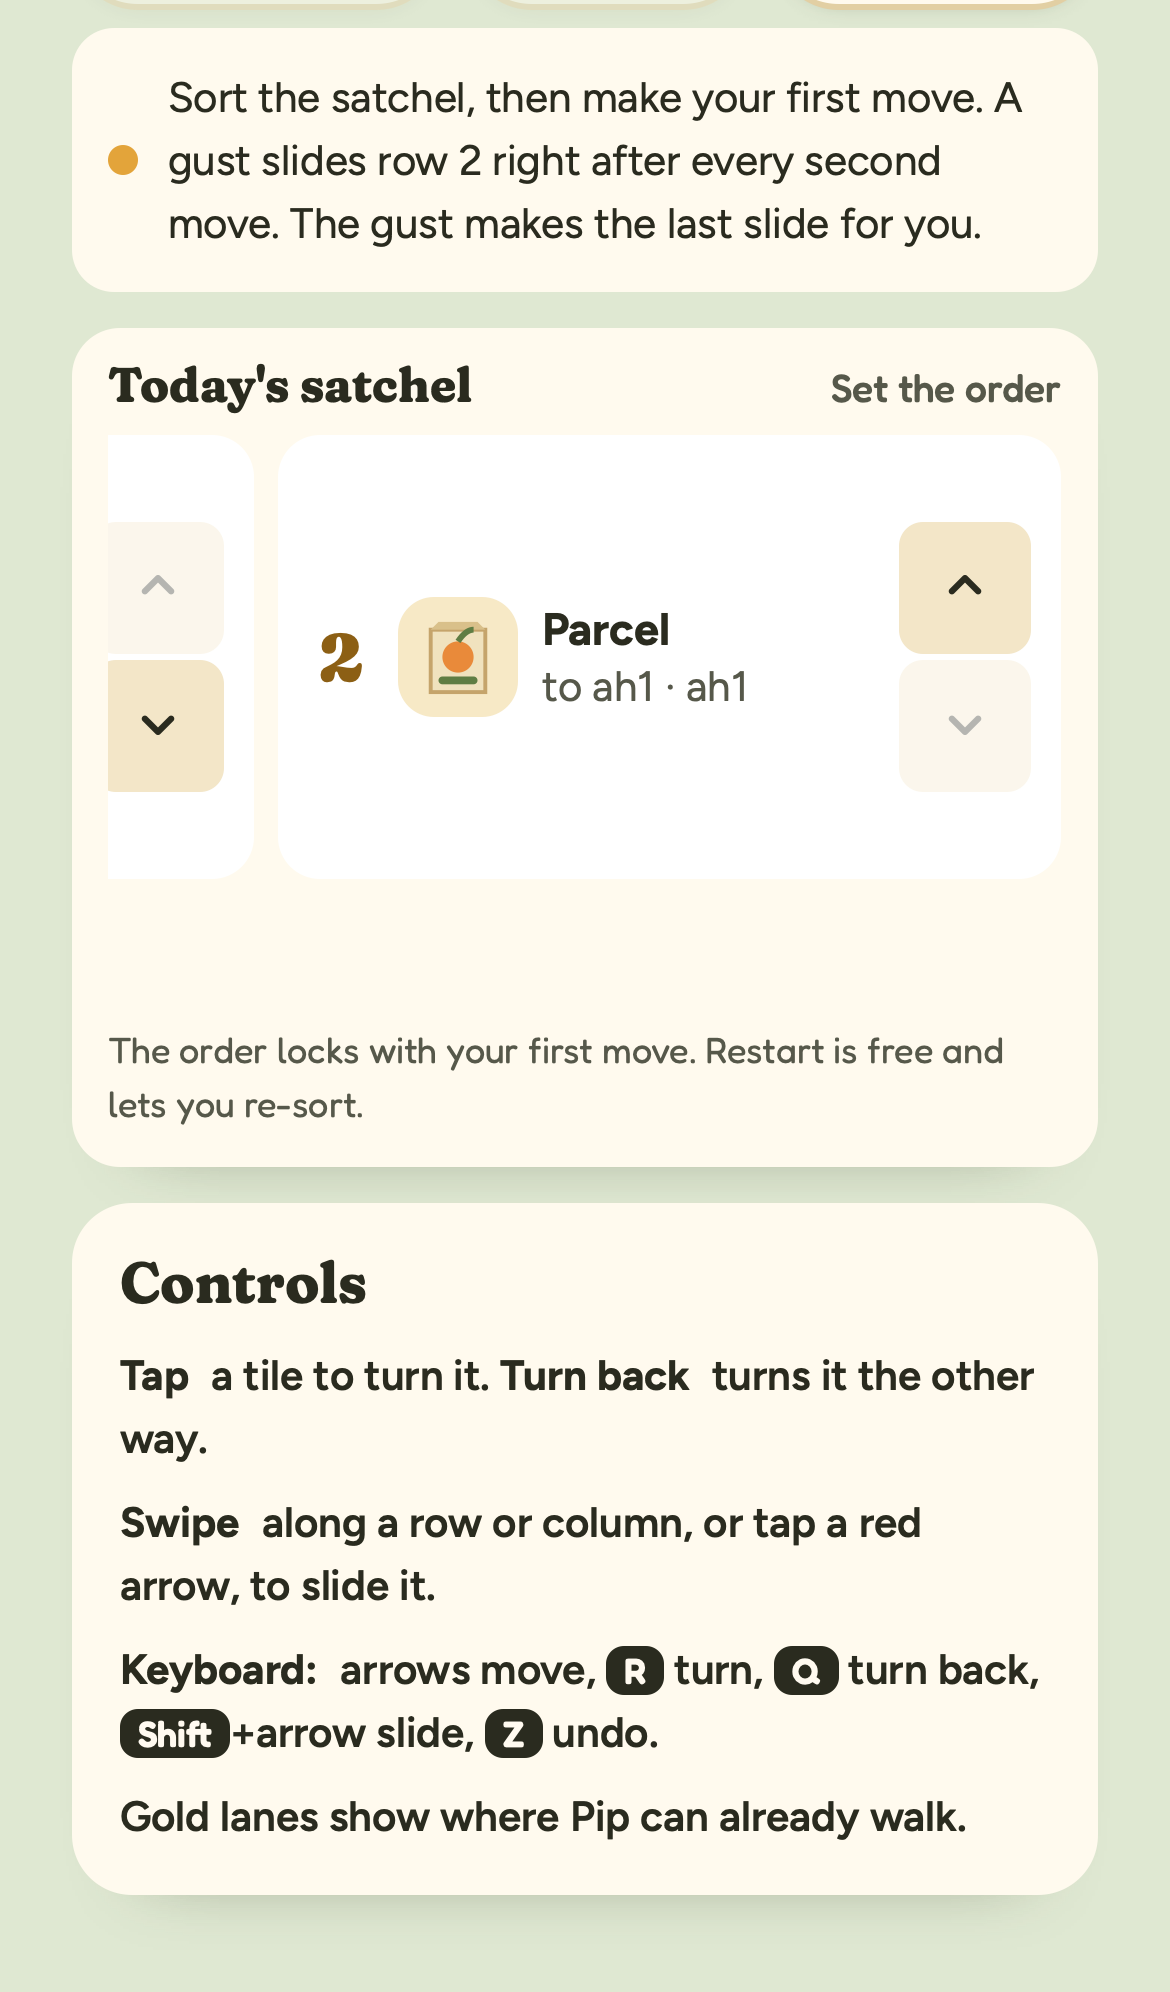 Sort the satchel, then make your first move. A
gust slides row 2 right after every second
move. The gust makes the last slide for you.
Today's satchel
Set the order
2
Parcel
to ah1 · ah1
The order locks with your first move. Restart is free and
lets you re-sort.
Controls
Tap a tile to turn it. Turn back turns it the other
way.
Swipe along a row or column, or tap a red
arrow, to slide it.
Keyboard: arrows move, R turn, Q turn back,
Shift+arrow slide, Z undo.
Gold lanes show where Pip can already walk.